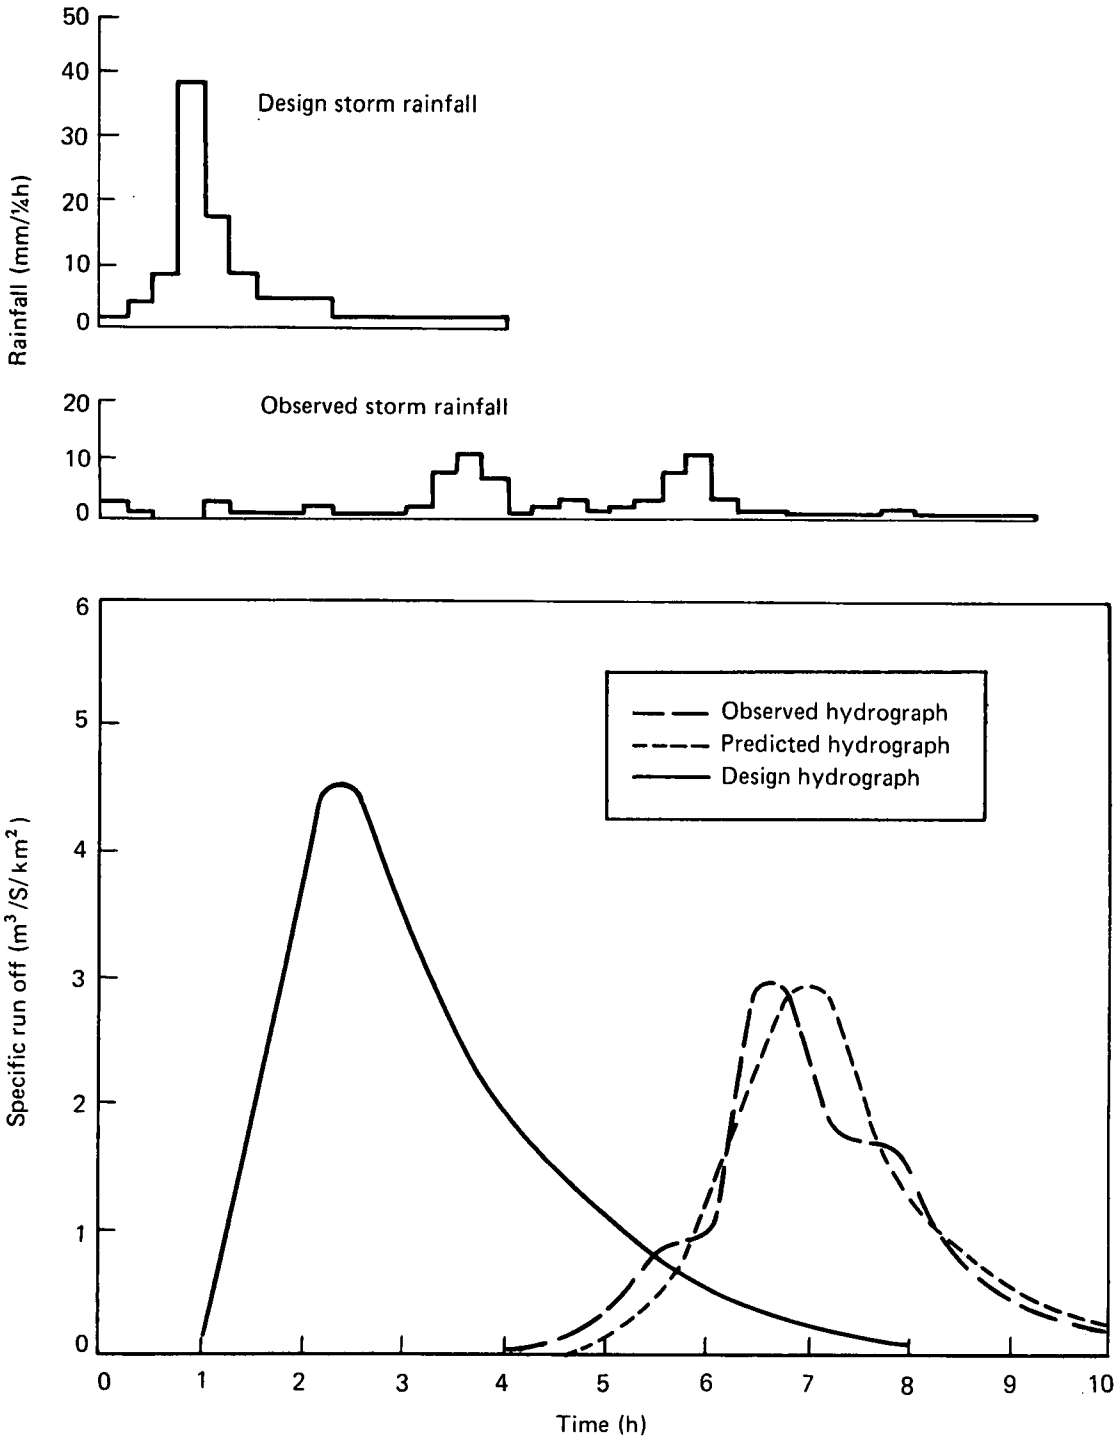 50
40
Design storm rainfall
30
20
10
0
Rainfall (mm/¼h)
20
Observed storm rainfall
10
0
6
5
4
3
2
1
0
Specific run off (m³/S/km²)
Observed hydrograph
Predicted hydrograph
Design hydrograph
0 1 2 3 4 5 6 7 8 9 10
Time (h)